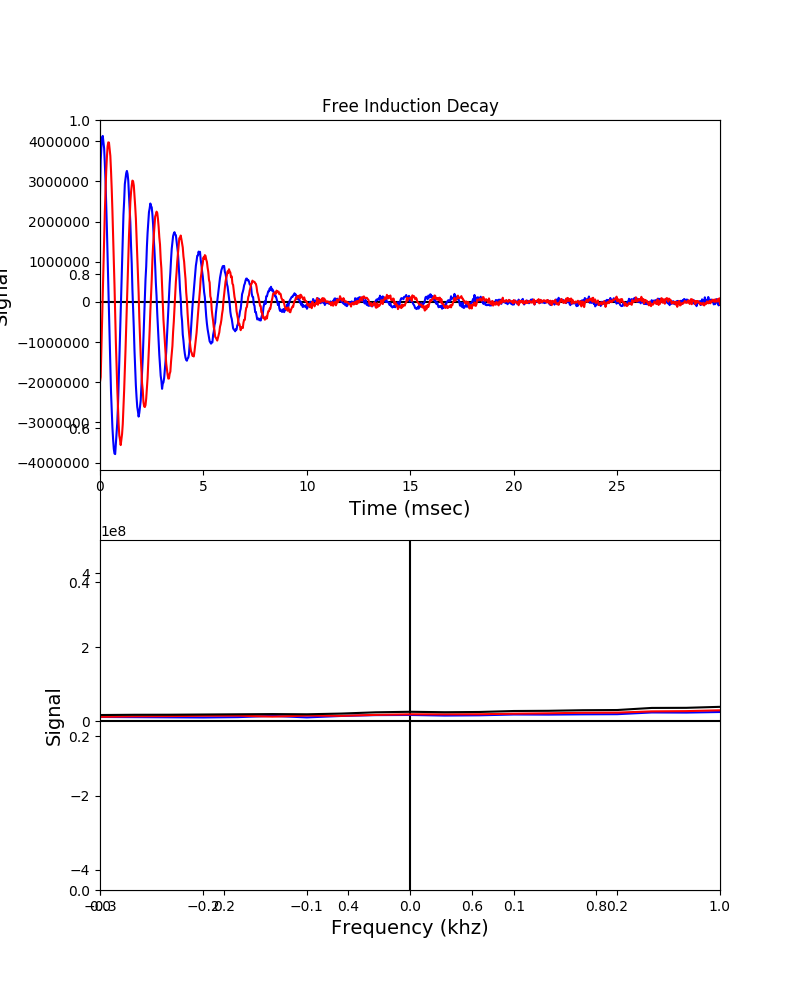 Free Induction Decay
1.0
4000000
3000000
2000000
1000000
0.8
0
−1000000
−2000000
−3000000
0.6
−4000000
Signal
0 5 10 15 20 25
Time (msec)
1e8
4
0.4
2
0
0.2
−2
−4
0.0
Signal
−0.3 0.0 −0.2 0.2 −0.1 0.4 0.0 0.6 0.1 0.8 0.2 1.0
Frequency (khz)